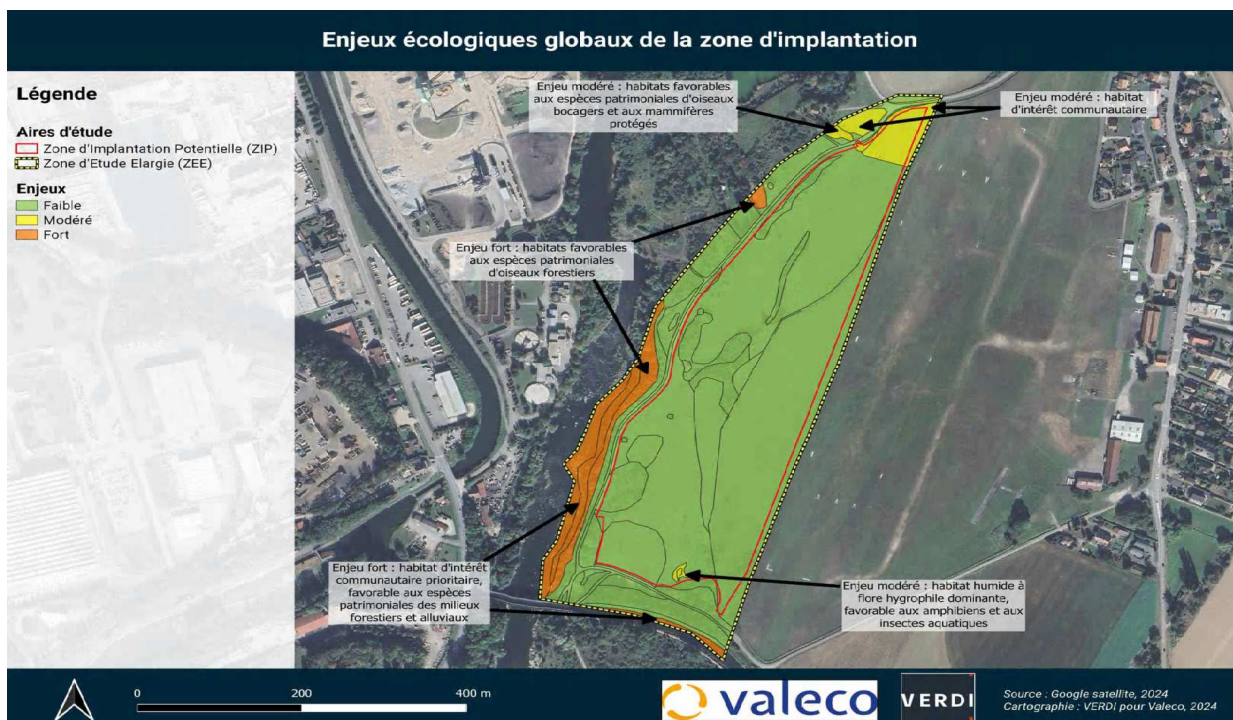 Enjeux écologiques globaux de la zone d'implantation
Légende
Aires d'étude
Zone d'Implantation Potentielle (ZIP)
Zone d'Etude Elargie (ZEE)
Enjeux
Faible
Modéré
Fort
Enjeu modéré : habitats favorables
aux espèces patrimoniales d'oiseaux
bocagers et aux mammifères
protégés
Enjeu modéré : habitat
d'intérêt communautaire
Enjeu fort : habitats favorables
aux espèces patrimoniales
d'oiseaux forestiers
Enjeu fort : habitat d'intérêt
communautaire prioritaire,
favorable aux espèces
patrimoniales des milieux
forestiers et alluviaux
Enjeu modéré : habitat humide à
flore hygrophile dominante,
favorable aux amphibiens et aux
insectes aquatiques
0 200 400 m
valeco
VERDI
Source : Google satellite, 2024
Cartographie : VERDI pour Valeco, 2024